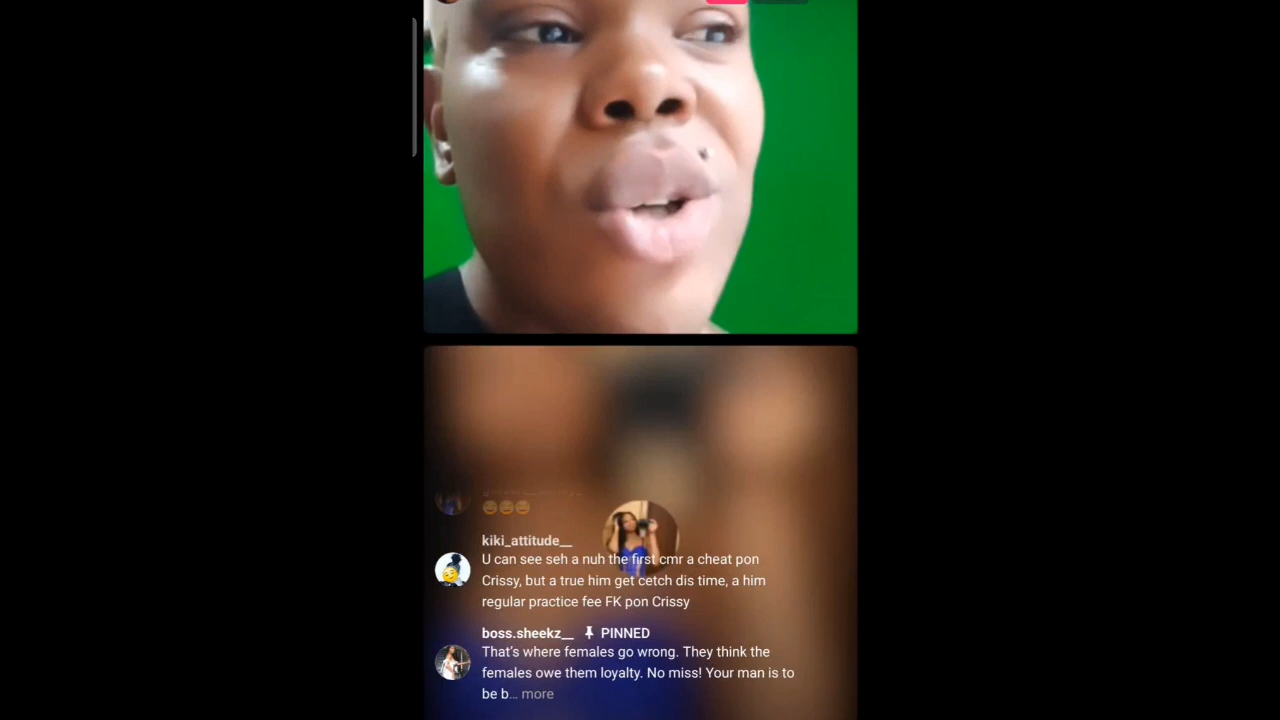 kiki_attitude__
U can see seh a nuh the first cmr a cheat pon
Crissy, but a true him get cetch dis time, a him
regular practice fee FK pon Crissy
boss.sheekz__ PINNED
That's where females go wrong. They think the
females owe them loyalty. No miss! Your man is to
be b... more